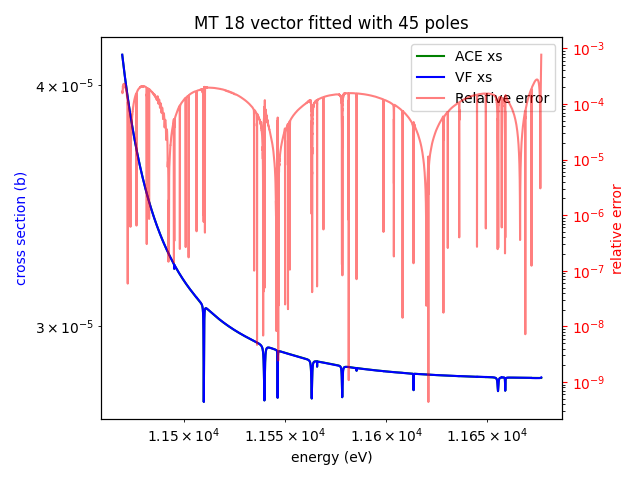 MT 18 vector fitted with 45 poles
ACE xs
VF xs
Relative error
4 × 10⁻⁵
3 × 10⁻⁵
cross section (b)
10⁻³
10⁻⁴
10⁻⁵
10⁻⁶
10⁻⁷
10⁻⁸
10⁻⁹
relative error
1.15 × 10⁴
1.155 × 10⁴
1.16 × 10⁴
1.165 × 10⁴
energy (eV)